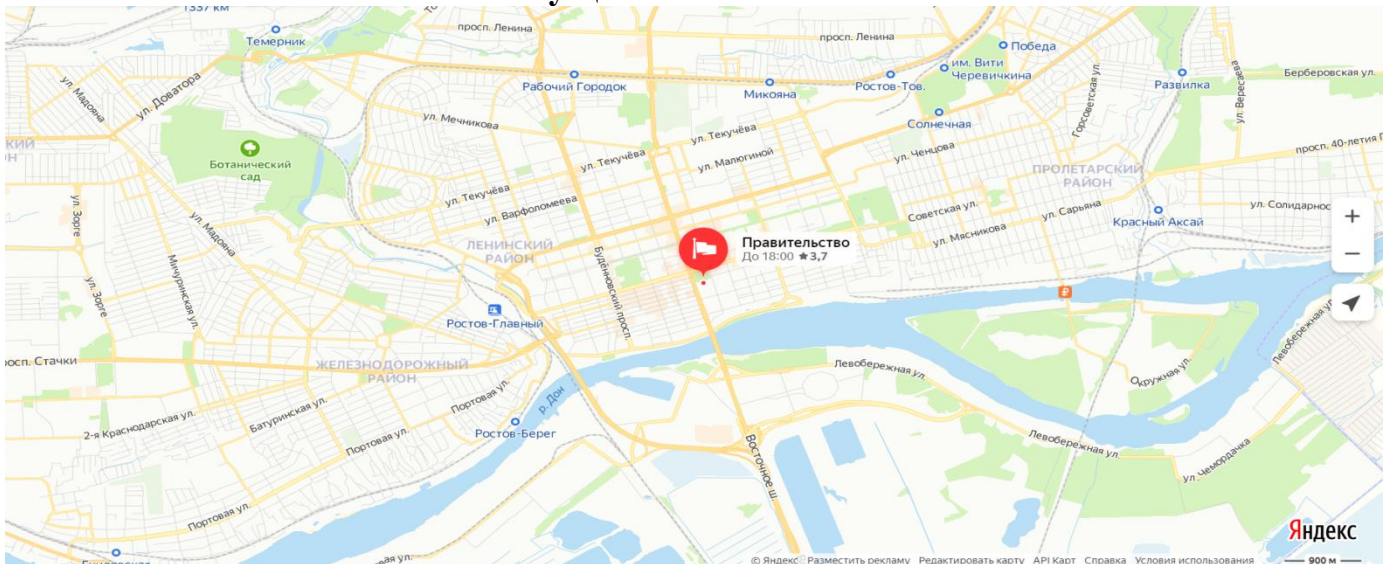 1337 км
Темерник
просп. Ленина
просп. Ленина
Победа
им. Вити
Черевичкина
Рабочий Городок
Микояна
Ростов-Тов.
Развилка
Берберовская ул.
ул. Вересаева
Горсоветская ул.
ул. Мадояна
ул. Доватора
ул. Мечникова
Солнечная
ул. Текучёва
ул. Текучёва
ул. Малюгиной
ул. Ченцова
просп. 40-летия
Ботанический
сад
ПРОЛЕТАРСКИЙ
РАЙОН
ул. Текучёва
ул. Варфоломеева
Советская ул.
ул. Сарьяна
ул. Солидарнос
Красный Аксай
ул. Зорге
ул. Мадояна
ЛЕНИНСКИЙ
РАЙОН
Правительство
До 18:00 ★3,7
ул. Мясникова
Будённовский просп.
Мичуринская ул.
ул. Зорге
Ростов-Главный
Левобережная ул.
просп. Стачки
ЖЕЛЕЗНОДОРОЖНЫЙ
РАЙОН
Левобережная ул.
Окружная ул.
Портовая ул.
р. Дон
Батуринская ул.
2-я Краснодарская ул.
Портовая ул.
Ростов-Берег
Восточное ш.
Левобережная ул.
ул. Чемордачка
Портовая ул.
Яндекс
© Яндекс Разместить рекламу Редактировать карту API Карт Справка Условия использования 900 м